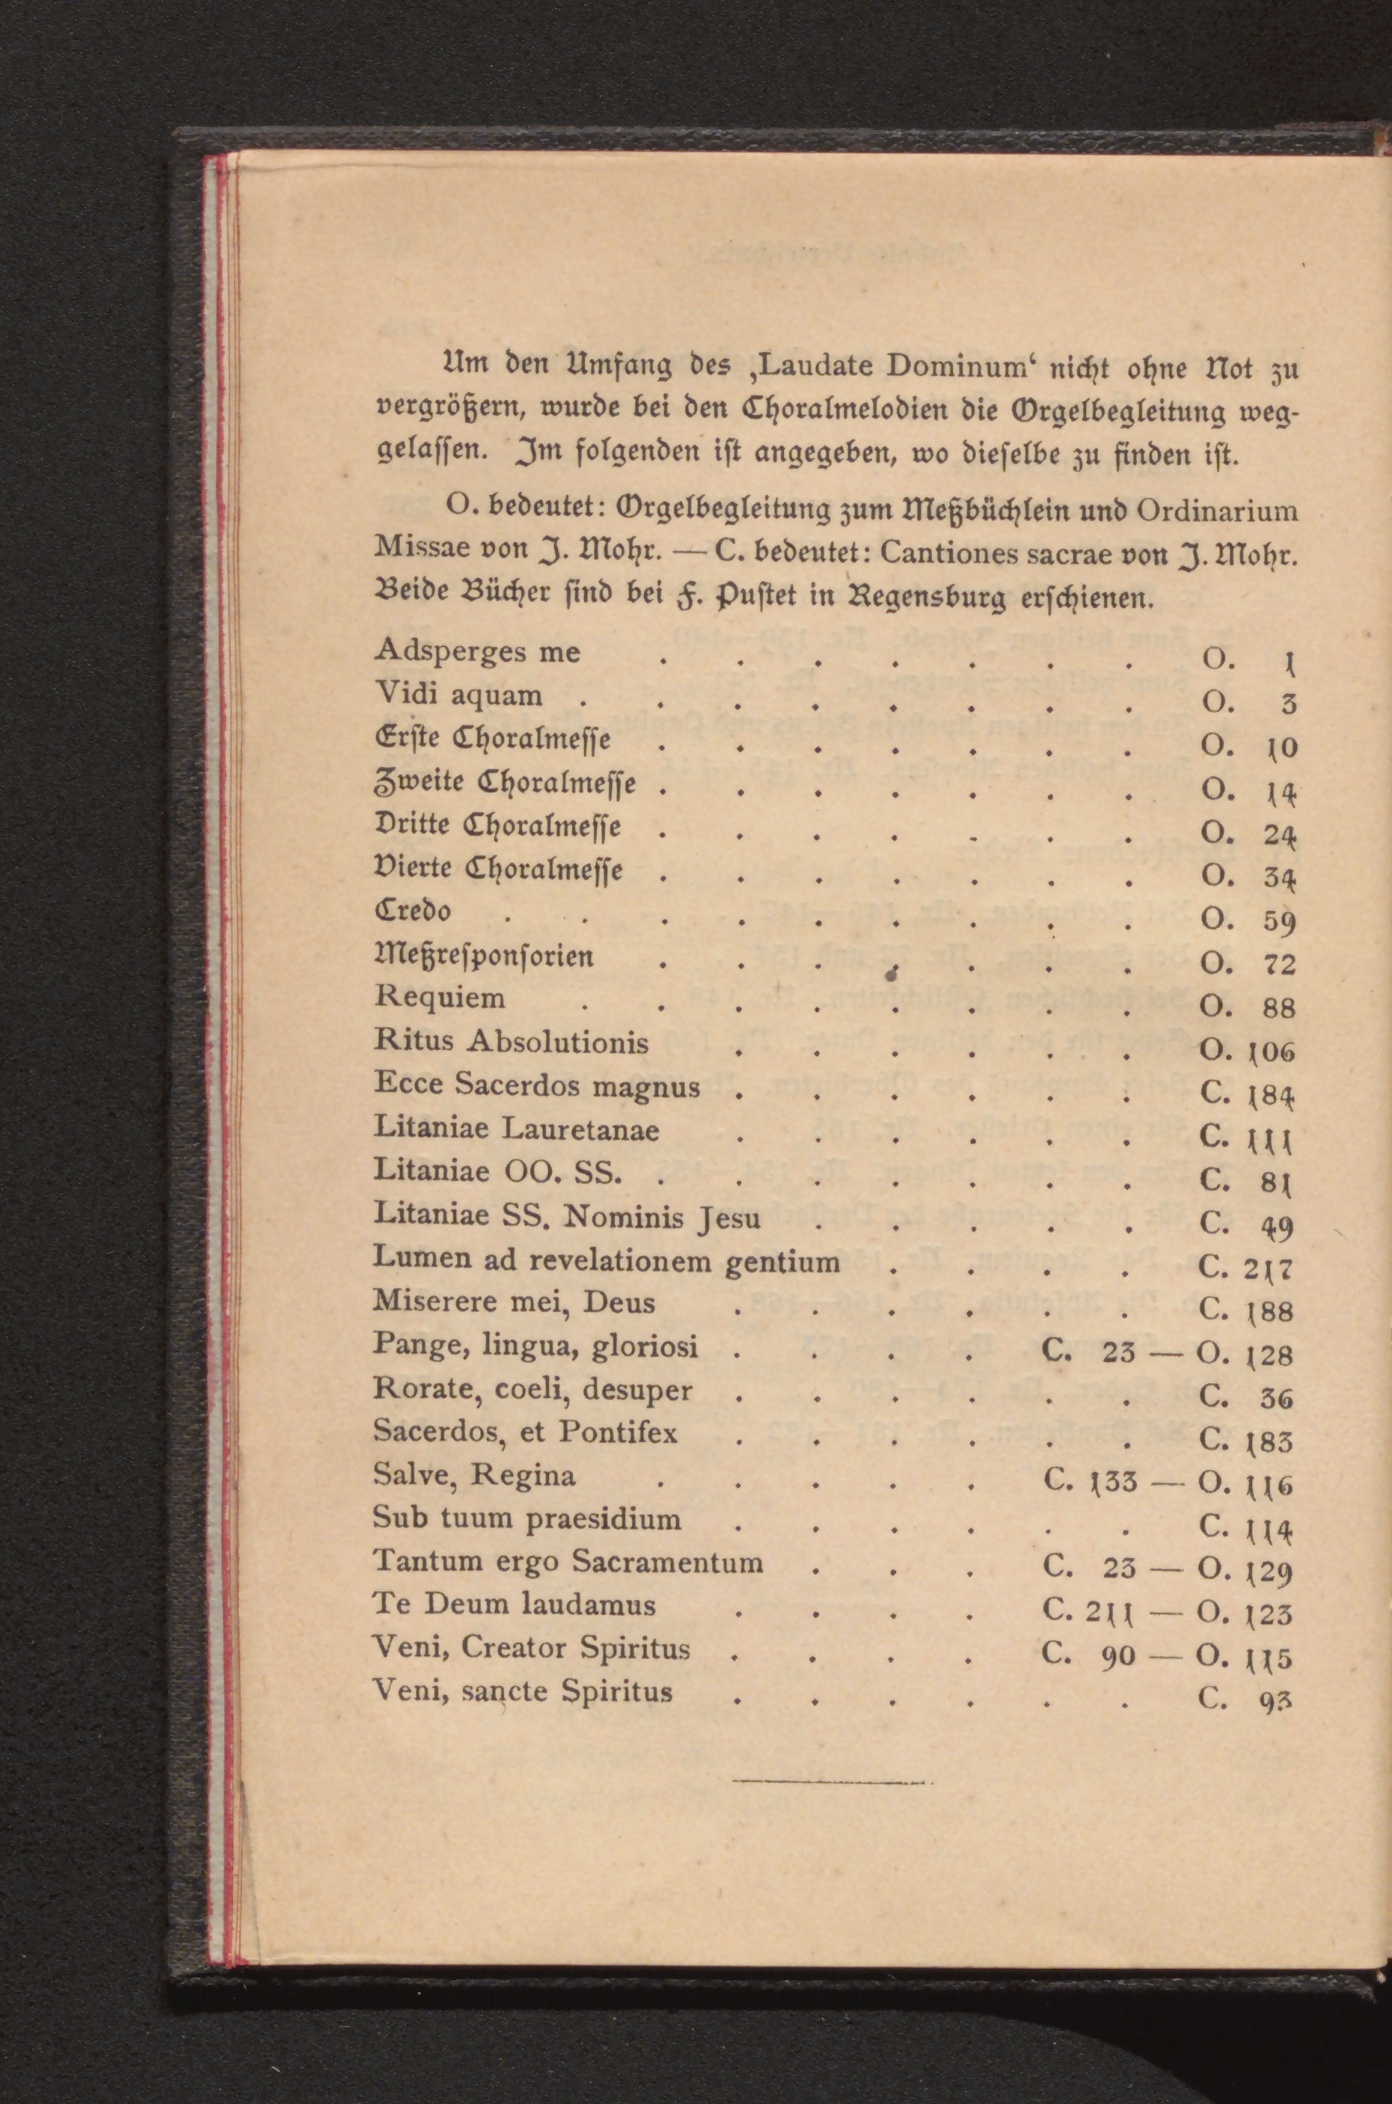 Um den Umfang des ‚Laudate Dominum‘ nicht ohne Not zu
vergrößern, wurde bei den Choralmelodien die Orgelbegleitung weg-
gelassen. Im folgenden ist angegeben, wo dieselbe zu finden ist.
O. bedeutet: Orgelbegleitung zum Meßbüchlein und Ordinarium
Missae von J. Mohr. — C. bedeutet: Cantiones sacrae von J. Mohr.
Beide Bücher sind bei F. Pustet in Regensburg erschienen.
Adsperges me . . . . . . . O. 1
Vidi aquam . . . . . . . . O. 3
Erste Choralmesse . . . . . . . O. 10
Zweite Choralmesse . . . . . . . O. 14
Dritte Choralmesse . . . . . . . O. 24
Vierte Choralmesse . . . . . . . O. 34
Credo . . . . . . . . . O. 59
Meßresponsorien . . . . . . . O. 72
Requiem . . . . . . . . O. 88
Ritus Absolutionis . . . . . . O. 106
Ecce Sacerdos magnus . . . . . . C. 184
Litaniae Lauretanae . . . . . . C. 111
Litaniae OO. SS. . . . . . . . C. 81
Litaniae SS. Nominis Jesu . . . . . C. 49
Lumen ad revelationem gentium . . . . C. 217
Miserere mei, Deus . . . . . . C. 188
Pange, lingua, gloriosi . . . . C. 23 — O. 128
Rorate, coeli, desuper . . . . . . C. 36
Sacerdos, et Pontifex . . . . . . C. 183
Salve, Regina . . . . . C. 133 — O. 116
Sub tuum praesidium . . . . . . C. 114
Tantum ergo Sacramentum . . . C. 23 — O. 129
Te Deum laudamus . . . . C. 211 — O. 123
Veni, Creator Spiritus . . . . C. 90 — O. 115
Veni, sancte Spiritus . . . . . . C. 93